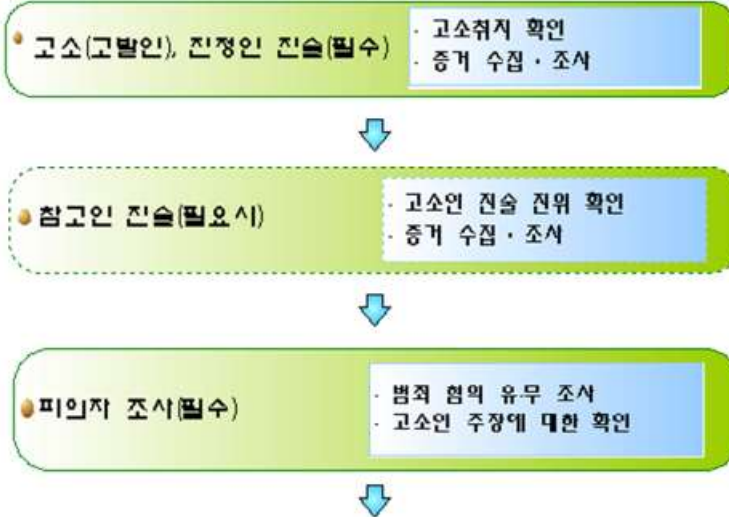 고소(고발인), 진정인 진술(필수)
· 고소취지 확인
· 증거 수집·조사
참고인 진술(필요시)
· 고소인 진술 진위 확인
· 증거 수집·조사
피의자 조사(필수)
· 범죄 혐의 유무 조사
· 고소인 주장에 대한 확인